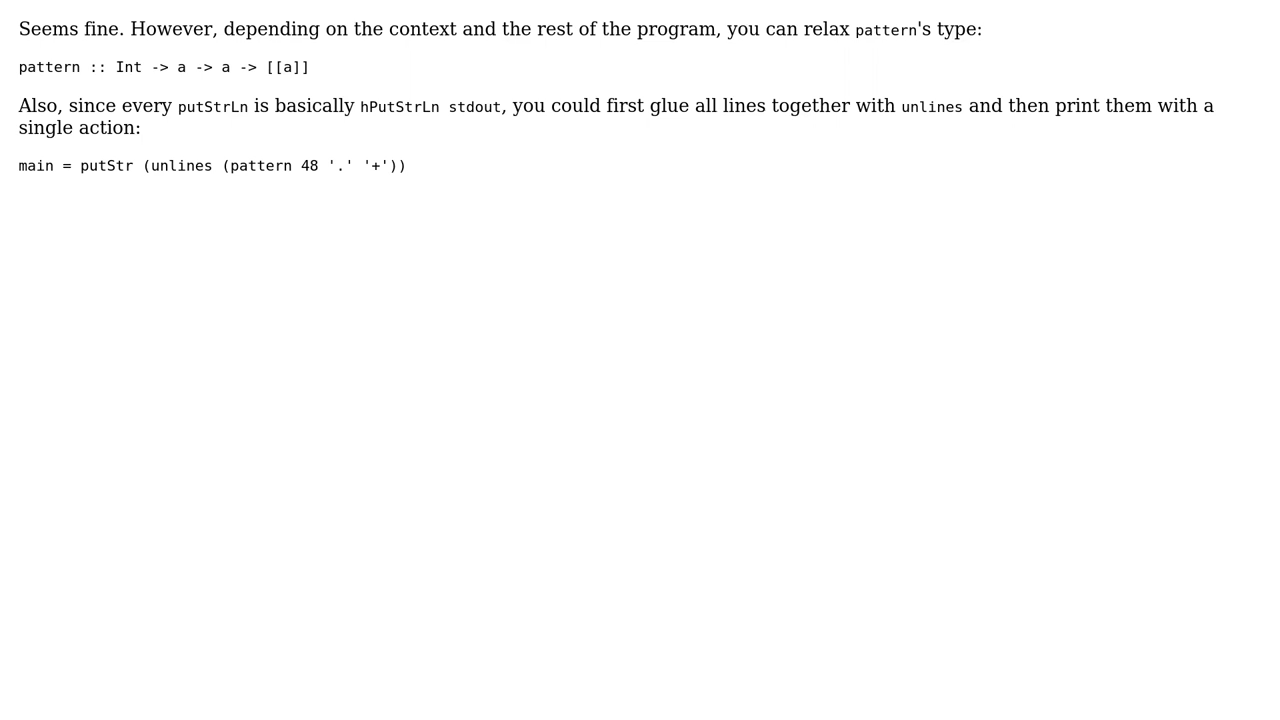 Seems fine. However, depending on the context and the rest of the program, you can relax pattern's type:
pattern :: Int -> a -> a -> [[a]]
Also, since every putStrLn is basically hPutStrLn stdout, you could first glue all lines together with unlines and then print them with a
single action:
main = putStr (unlines (pattern 48 '.' '+'))